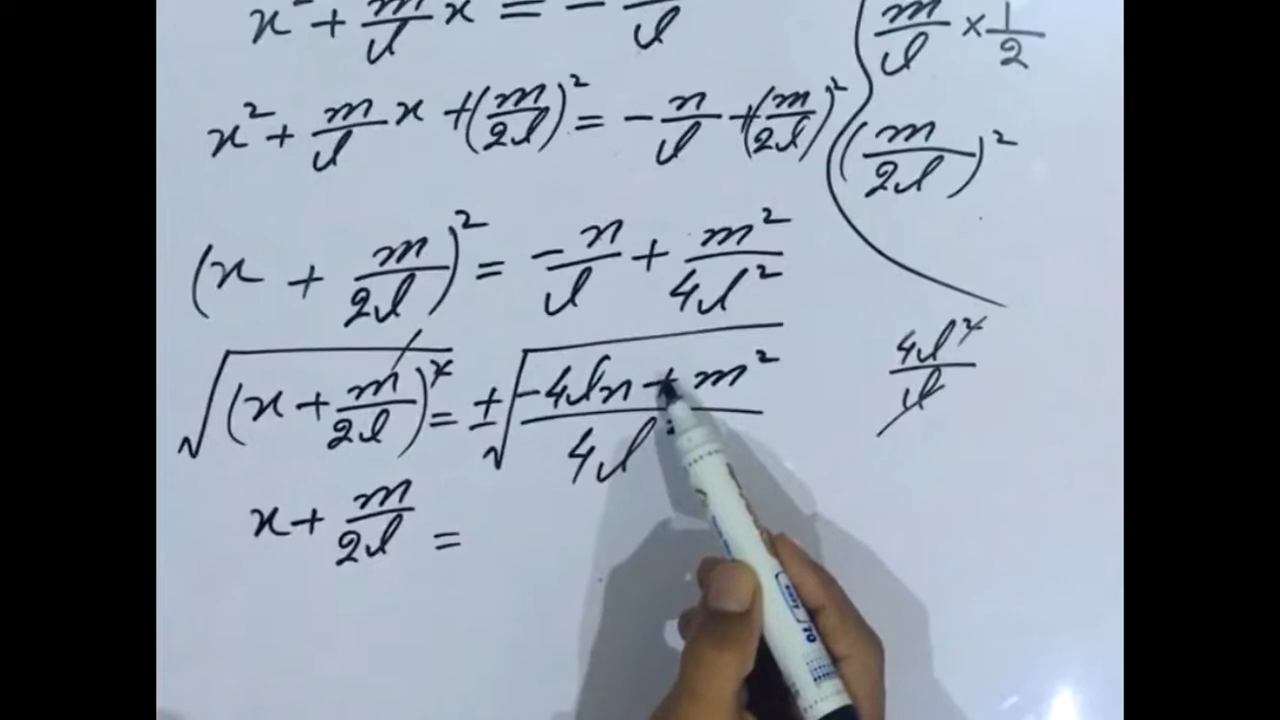 x² + m/l x = - /l
x² + m/l x + (m/2l)² = - n/l + (m/2l)²
(x + m/2l)² = - n/l + m²/4l²
√(x + m/2l)² = ± √-4ln + m²/4l
x + m/2l =
m/l × 1/2
(m/2l)²
4l²/l